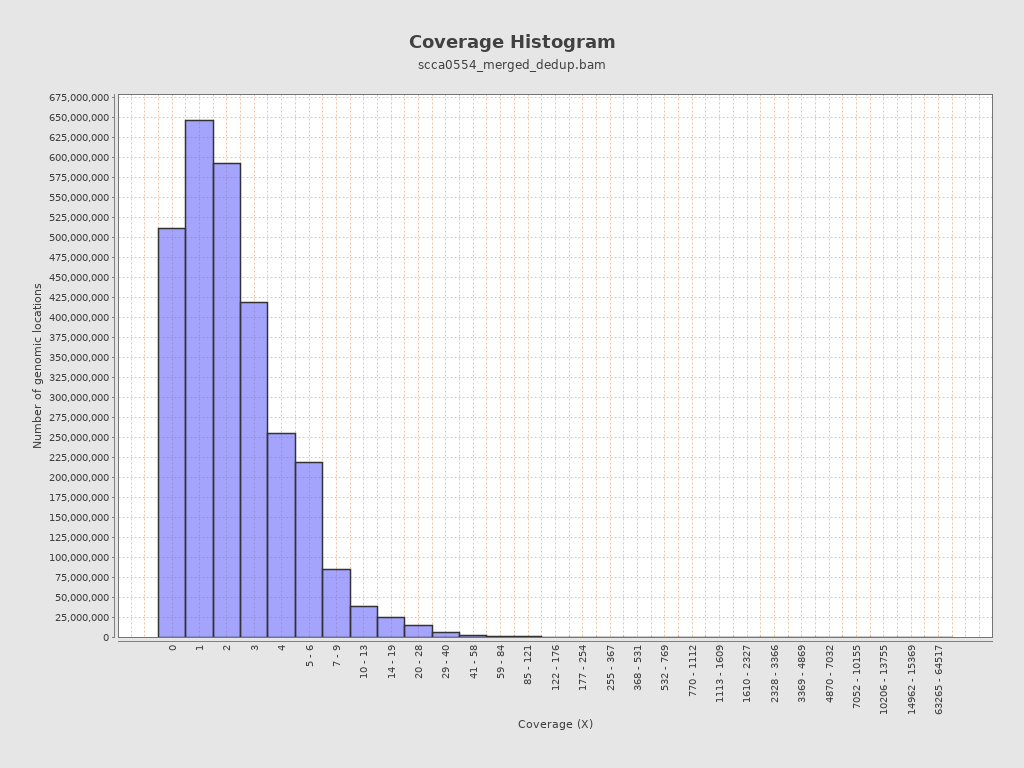 Coverage Histogram
scca0554_merged_dedup.bam
675,000,000
650,000,000
625,000,000
600,000,000
575,000,000
550,000,000
525,000,000
500,000,000
475,000,000
450,000,000
425,000,000
400,000,000
375,000,000
350,000,000
325,000,000
300,000,000
275,000,000
250,000,000
225,000,000
200,000,000
175,000,000
150,000,000
125,000,000
100,000,000
75,000,000
50,000,000
25,000,000
0
Number of genomic locations
0
1
2
3
4
5 - 6
7 - 9
10 - 13
14 - 19
20 - 28
29 - 40
41 - 58
59 - 84
85 - 121
122 - 176
177 - 254
255 - 367
368 - 531
532 - 769
770 - 1112
1113 - 1609
1610 - 2327
2328 - 3366
3369 - 4869
4870 - 7032
7052 - 10155
10206 - 13755
14962 - 15369
63265 - 64517
Coverage (X)